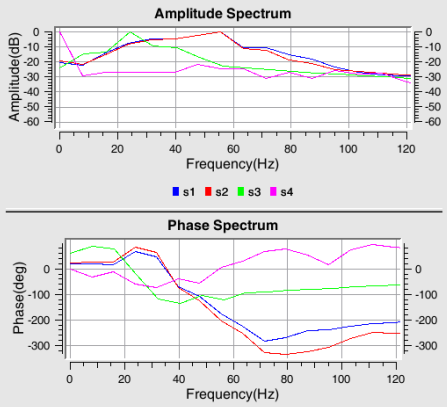 Amplitude Spectrum
Amplitude(dB)
0
-10
-20
-30
-40
-50
-60
0
-10
-20
-30
-40
-50
-60
0 20 40 60 80 100 120
Frequency(Hz)
s1 s2 s3 s4
Phase Spectrum
Phase(deg)
0
-100
-200
-300
0
-100
-200
-300
0 20 40 60 80 100 120
Frequency(Hz)